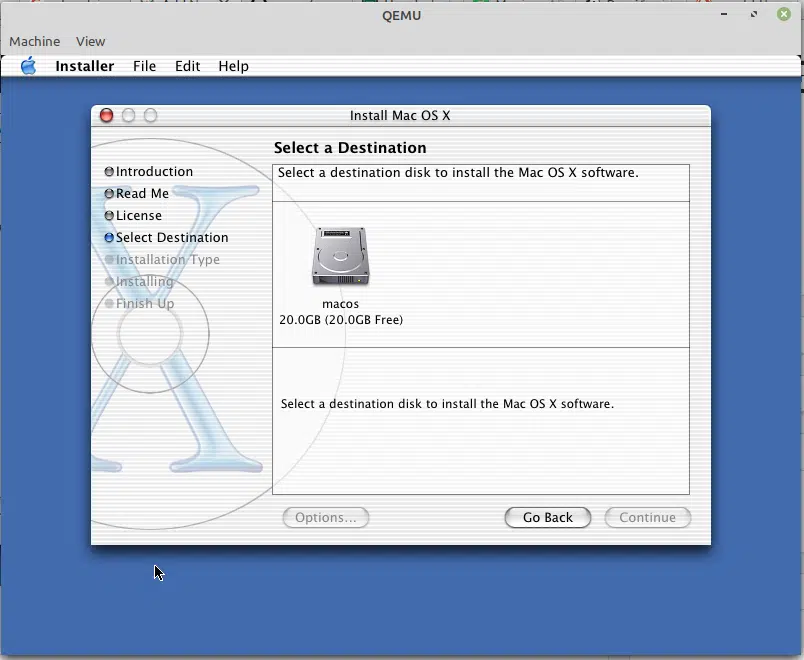 QEMU
Machine View
Installer File Edit Help
Install Mac OS X
Select a Destination
Introduction
Read Me
License
Select Destination
Installation Type
Installing
Finish Up
Select a destination disk to install the Mac OS X software.
macos
20.0GB (20.0GB Free)
Select a destination disk to install the Mac OS X software.
Options... Go Back Continue